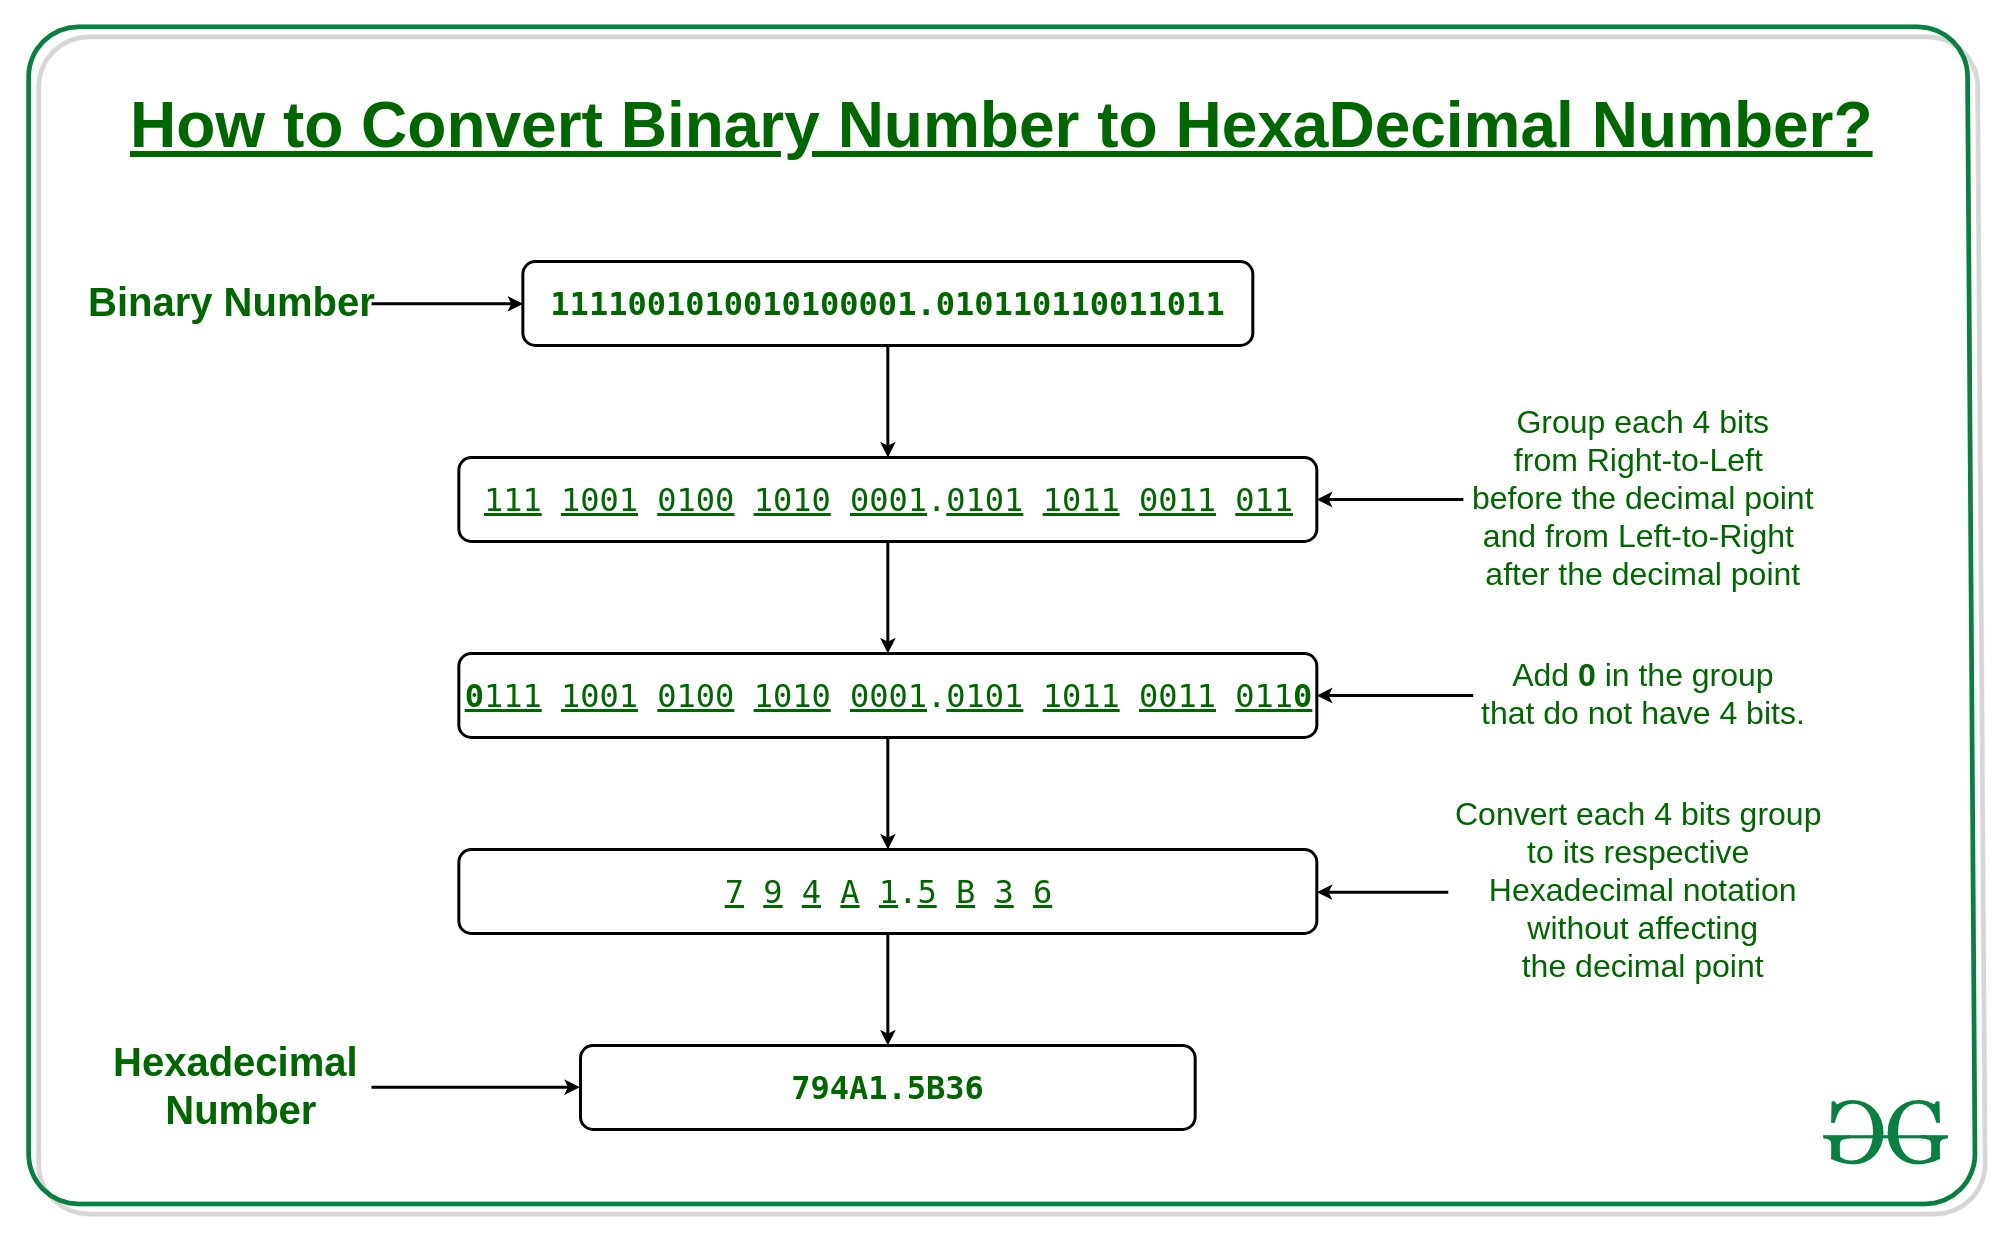 How to Convert Binary Number to HexaDecimal Number?
Binary Number
1111001010010100001.010110110011011
111 1001 0100 1010 0001.0101 1011 0011 011
Group each 4 bits
from Right-to-Left
before the decimal point
and from Left-to-Right
after the decimal point
0111 1001 0100 1010 0001.0101 1011 0011 0110
Add 0 in the group
that do not have 4 bits.
7 9 4 A 1.5 B 3 6
Convert each 4 bits group
to its respective
Hexadecimal notation
without affecting
the decimal point
Hexadecimal
Number
794A1.5B36